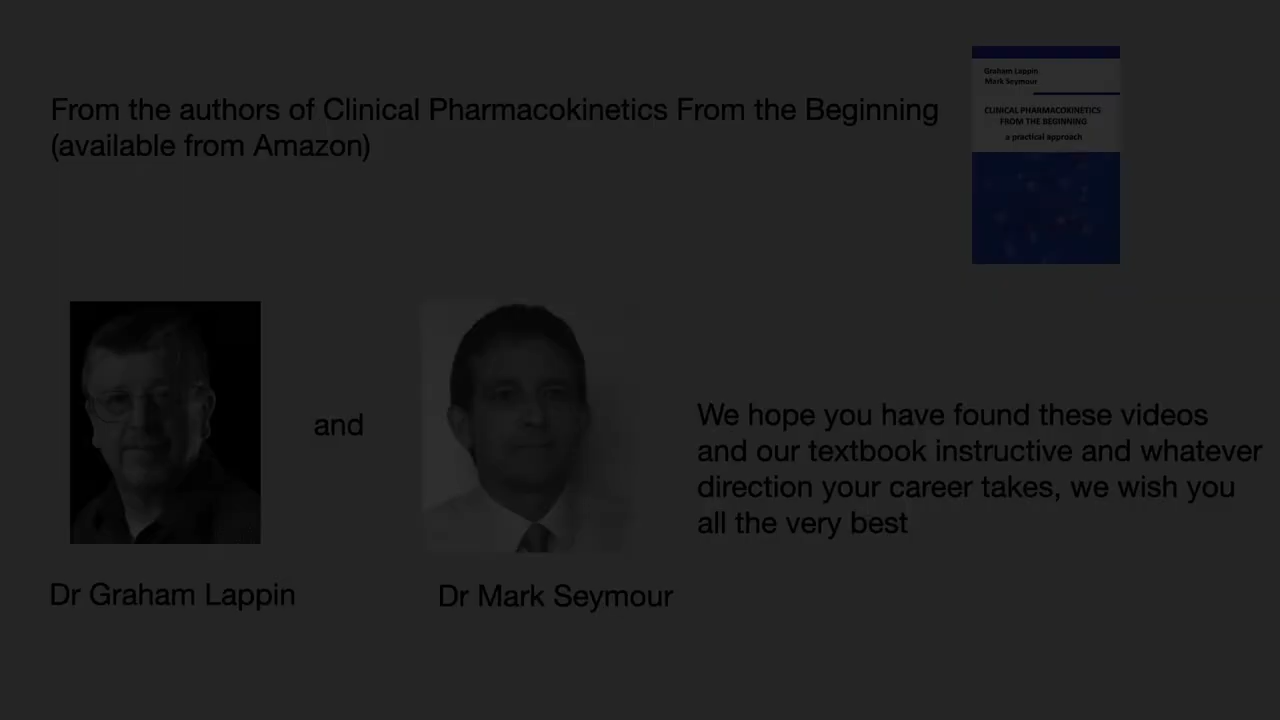 From the authors of Clinical Pharmacokinetics From the Beginning
(available from Amazon)
Graham Lappin
Mark Seymour
CLINICAL PHARMACOKINETICS
FROM THE BEGINNING
a practical approach
and
We hope you have found these videos
and our textbook instructive and whatever
direction your career takes, we wish you
all the very best
Dr Graham Lappin
Dr Mark Seymour